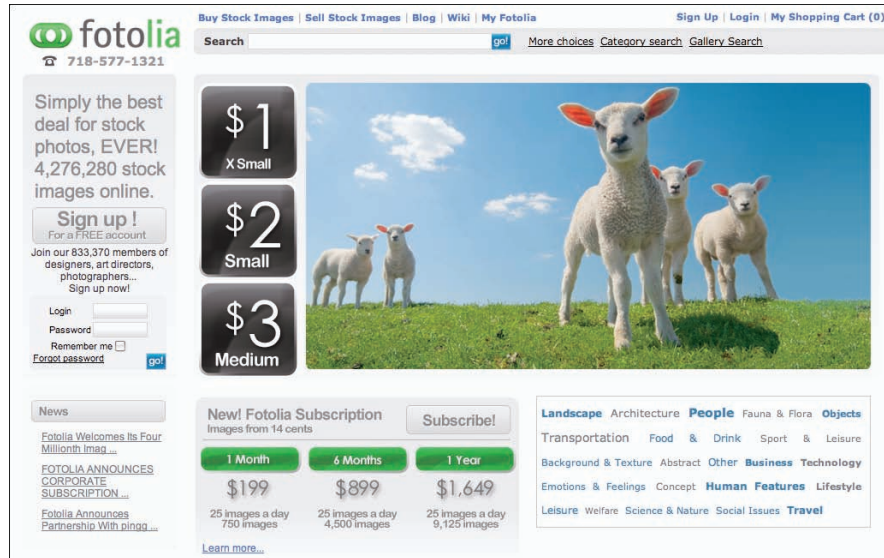 fotolia
718-577-1321
Buy Stock Images | Sell Stock Images | Blog | Wiki | My Fotolia
Sign Up | Login | My Shopping Cart (0)
Search go! More choices Category search Gallery Search
Simply the best
deal for stock
photos, EVER!
4,276,280 stock
images online.
Sign up !
For a FREE account
Join our 833,370 members of
designers, art directors,
photographers...
Sign up now!
Login
Password
Remember me
Forgot password go!
$1
X Small
$2
Small
$3
Medium
News
Fotolia Welcomes Its Four
Millionth Imag ...
FOTOLIA ANNOUNCES
CORPORATE
SUBSCRIPTION ...
Fotolia Announces
Partnership With pingg ...
New! Fotolia Subscription
Images from 14 cents
Subscribe!
1 Month 6 Months 1 Year
$199 $899 $1,649
25 images a day 25 images a day 25 images a day
750 images 4,500 images 9,125 images
Learn more...
Landscape Architecture People Fauna & Flora Objects
Transportation Food & Drink Sport & Leisure
Background & Texture Abstract Other Business Technology
Emotions & Feelings Concept Human Features Lifestyle
Leisure Welfare Science & Nature Social Issues Travel